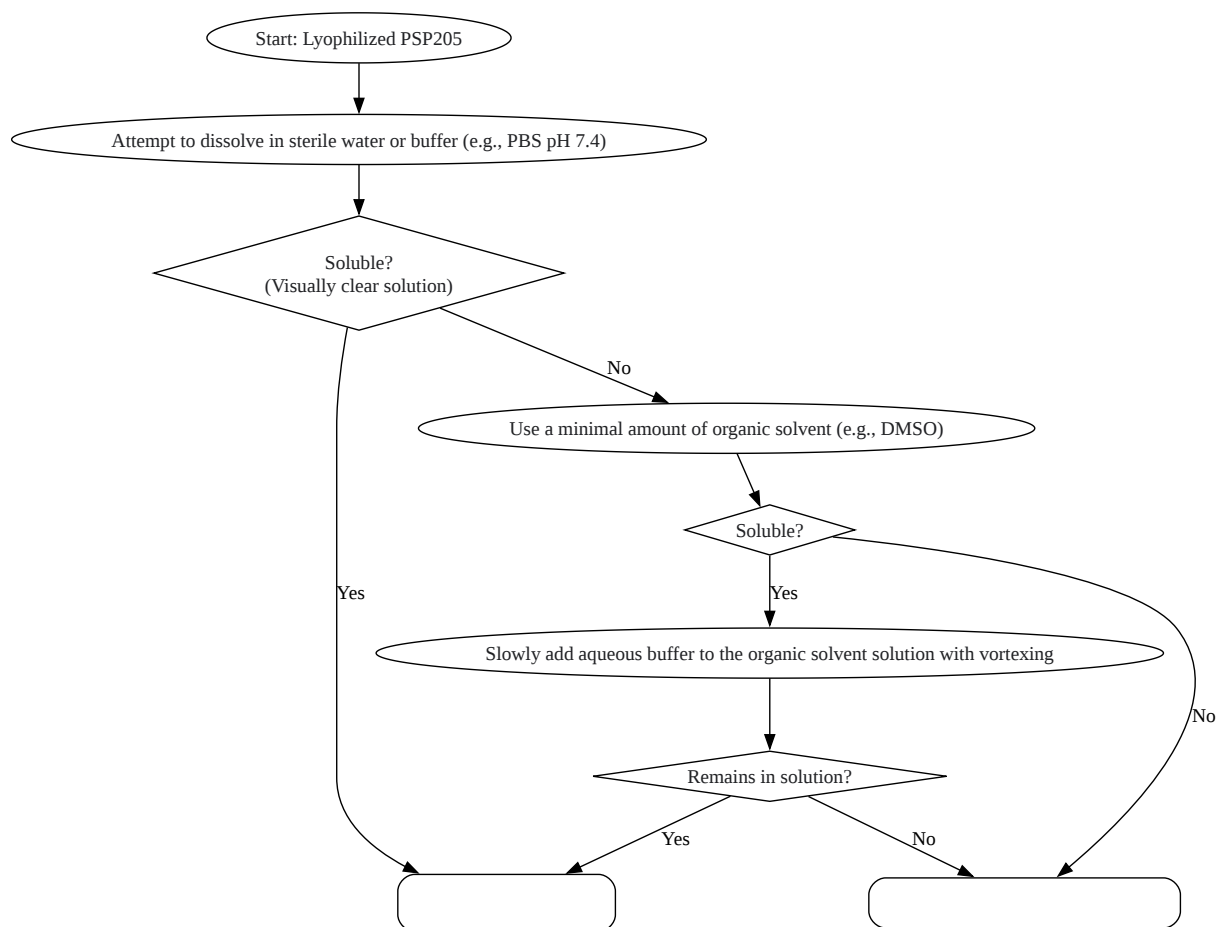 Start: Lyophilized PSP205
Attempt to dissolve in sterile water or buffer (e.g., PBS pH 7.4)
Soluble?
(Visually clear solution)
No
Use a minimal amount of organic solvent (e.g., DMSO)
Soluble?
Yes
Yes
Slowly add aqueous buffer to the organic solvent solution with vortexing
No
Remains in solution?
Yes
No